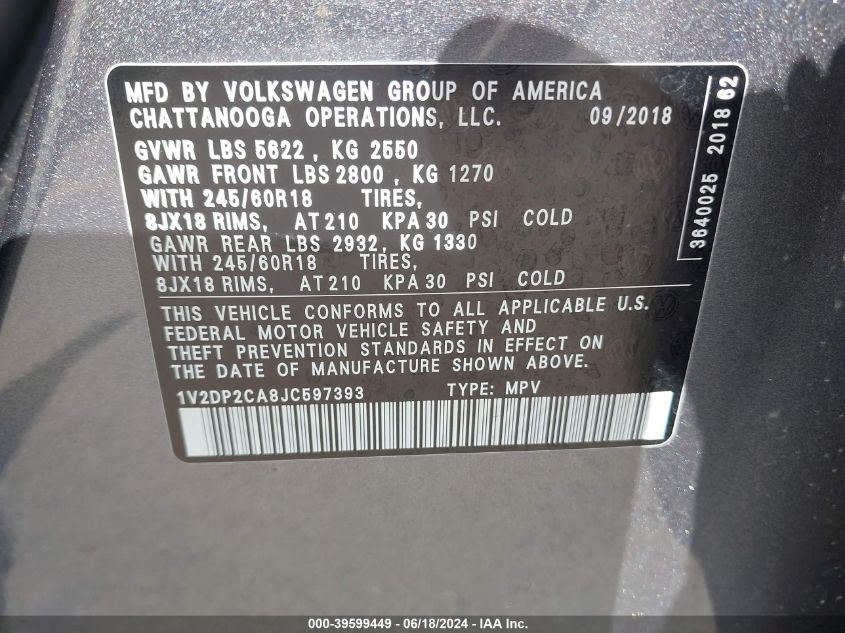 MFD BY VOLKSWAGEN GROUP OF AMERICA
CHATTANOOGA OPERATIONS, LLC. 09/2018
GVWR LBS 5622, KG 2550
GAWR FRONT LBS 2800, KG 1270
WITH 245/60R18 TIRES,
8JX18 RIMS, AT 210 KPA 30 PSI COLD
GAWR REAR LBS 2932, KG 1330
WITH 245/60R18 TIRES,
8JX18 RIMS, AT 210 KPA 30 PSI COLD
THIS VEHICLE CONFORMS TO ALL APPLICABLE U.S.
FEDERAL MOTOR VEHICLE SAFETY AND
THEFT PREVENTION STANDARDS IN EFFECT ON
THE DATE OF MANUFACTURE SHOWN ABOVE.
1V2DP2CA8JC597393 TYPE: MPV
3640025 2018 62
000-39599449 - 06/18/2024 - IAA Inc.